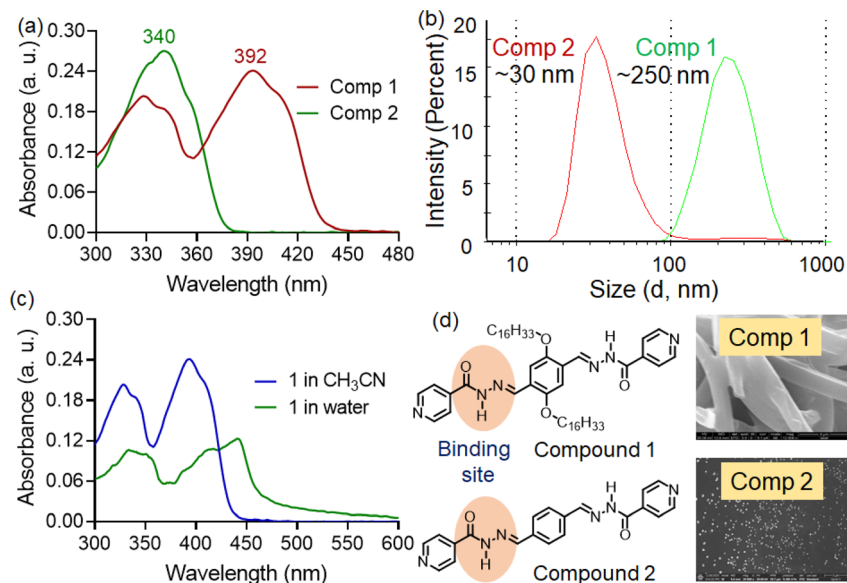 (a)
0.30
0.24
0.18
0.12
0.06
0.00
Absorbance (a. u.)
340
392
Comp 1
Comp 2
300 330 360 390 420 450 480
Wavelength (nm)
(b)
20
15
10
5
0
Intensity (Percent)
Comp 2
~30 nm
Comp 1
~250 nm
10 100 1000
Size (d, nm)
(c)
0.30
0.24
0.18
0.12
0.06
0.00
Absorbance (a. u.)
1 in CH₃CN
1 in water
300 350 400 450 500 550 600
Wavelength (nm)
(d)
C₁₆H₃₃
O
H
N
N
N
O
O
N
N
H
N
O
C₁₆H₃₃
Binding
site
Compound 1
H
N
N
N
O
O
N
N
H
N
Compound 2
Comp 1
Comp 2